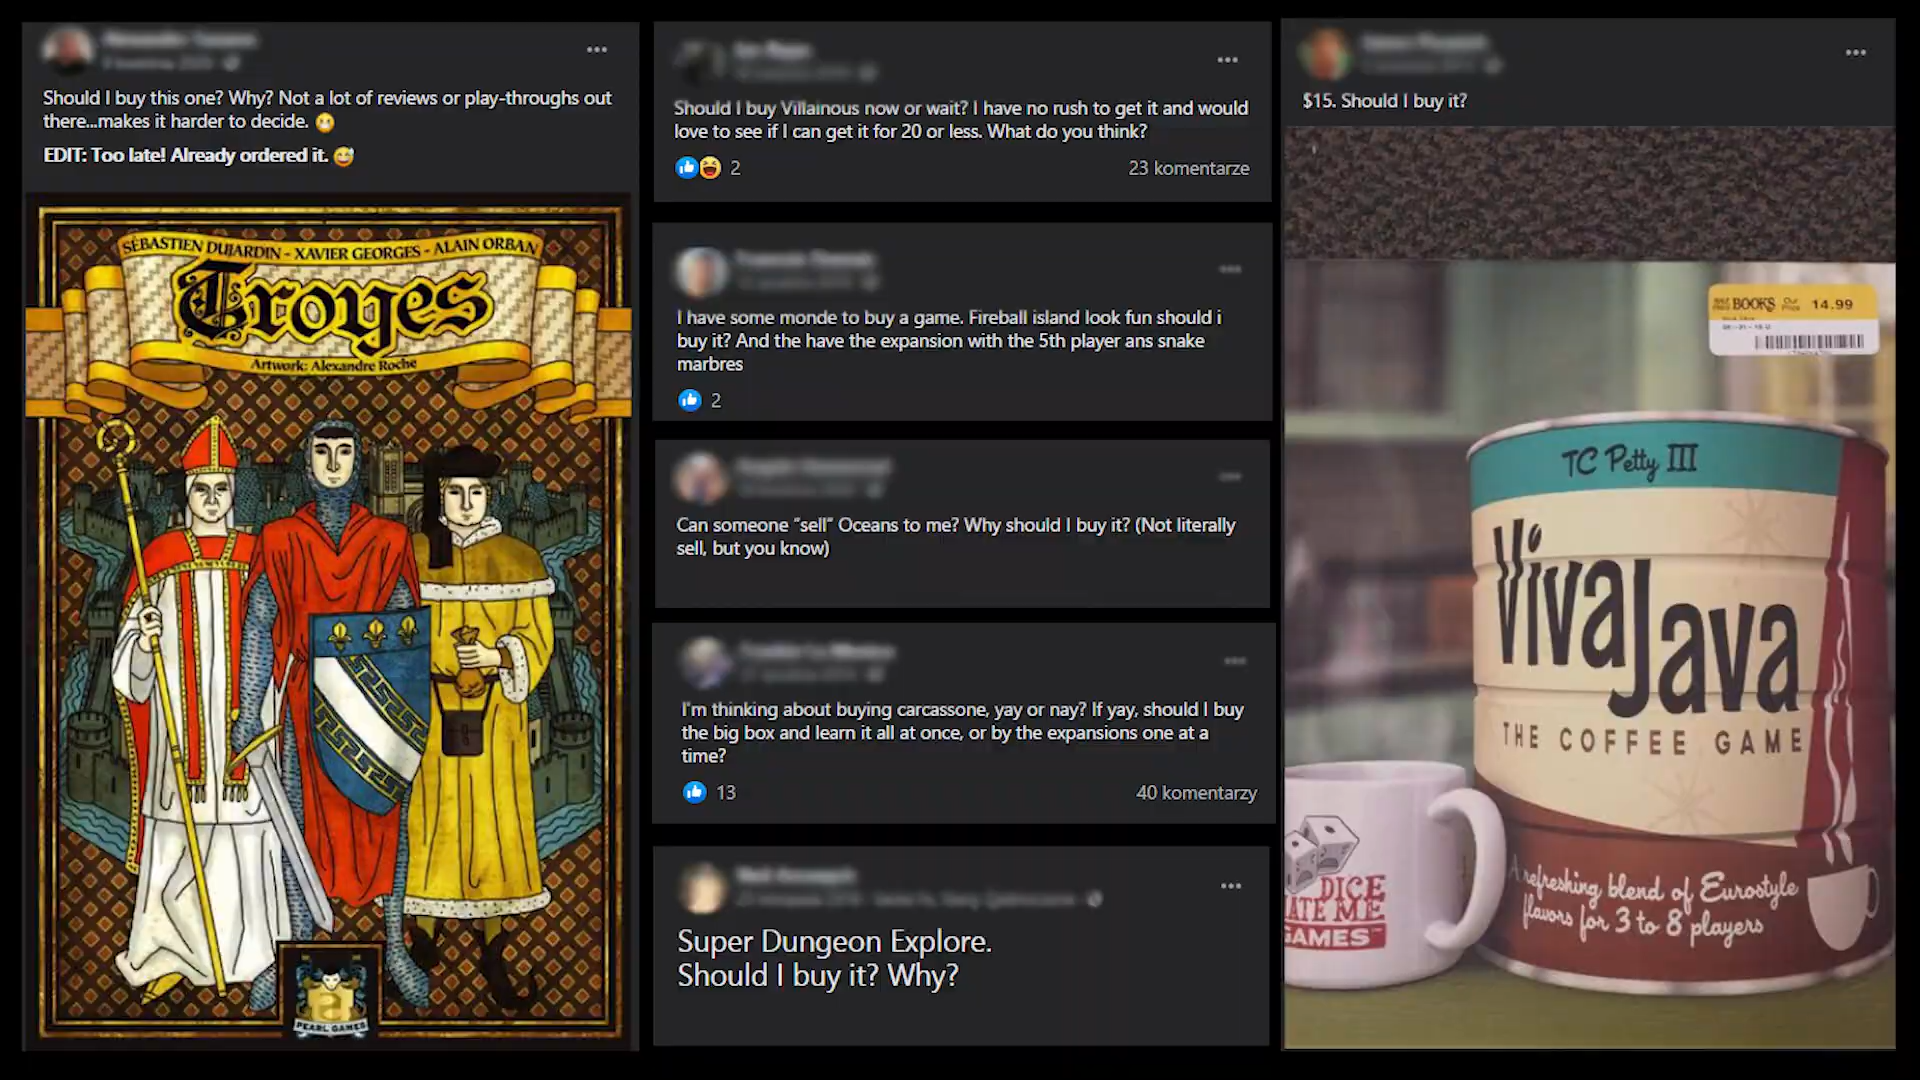 Should I buy this one? Why? Not a lot of reviews or play-throughs out
there...makes it harder to decide. 😬
EDIT: Too late! Already ordered it. 😅
SÉBASTIEN DUJARDIN - XAVIER GEORGES - ALAIN ORBAN
Troyes
Artwork: Alexandre Roche
PEARL GAMES
Should I buy Villainous now or wait? I have no rush to get it and would
love to see if I can get it for 20 or less. What do you think?
2
23 komentarze
I have some monde to buy a game. Fireball island look fun should i
buy it? And the have the expansion with the 5th player ans snake
marbres
2
Can someone “sell” Oceans to me? Why should I buy it? (Not literally
sell, but you know)
I'm thinking about buying carcassone, yay or nay? If yay, should I buy
the big box and learn it all at once, or by the expansions one at a
time?
13
40 komentarzy
Super Dungeon Explore.
Should I buy it? Why?
$15. Should I buy it?
BOOKS Our Price 14.99
TC Petty III
VivaJava
THE COFFEE GAME
A refreshing blend of Eurostyle
flavors for 3 to 8 players
DICE
HATE ME
GAMES